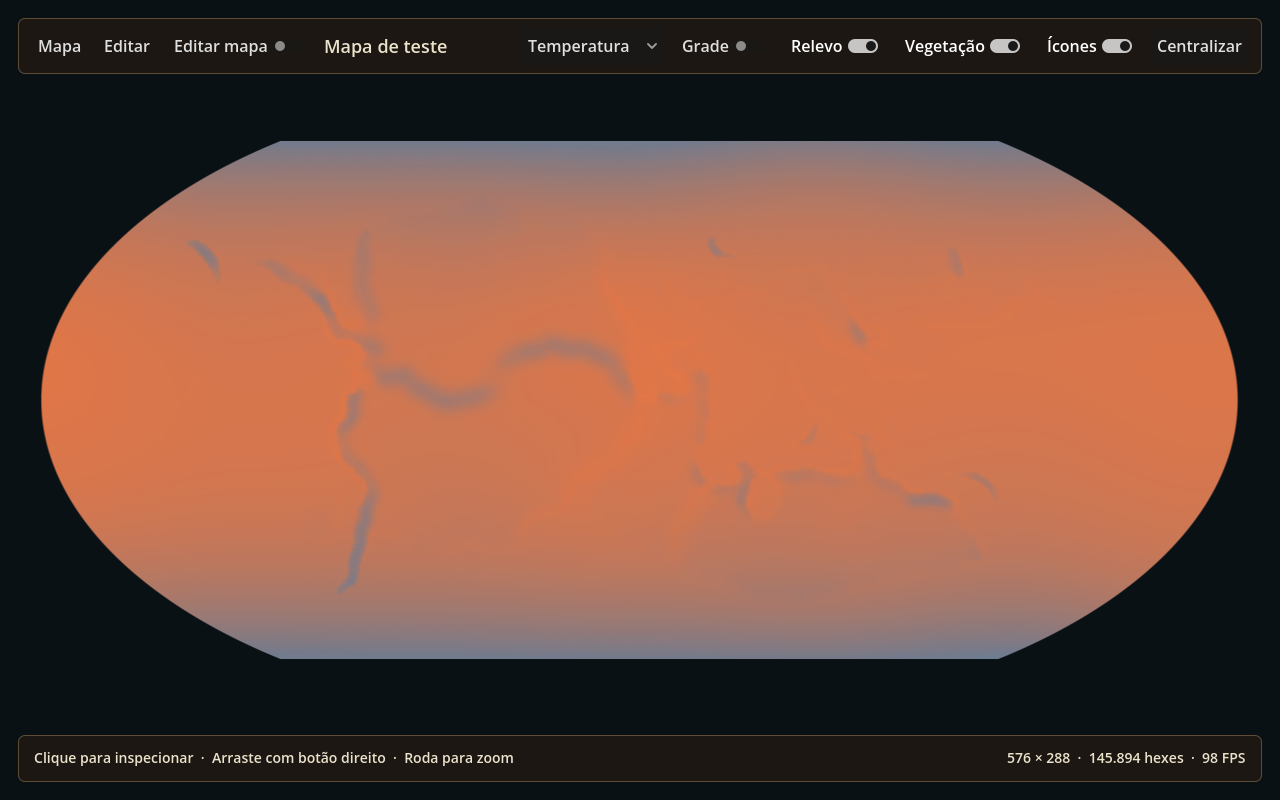 Mapa Editar Editar mapa Mapa de teste Temperatura Grade Relevo Vegetação Ícones Centralizar
Clique para inspecionar · Arraste com botão direito · Roda para zoom 576 × 288 · 145.894 hexes · 98 FPS